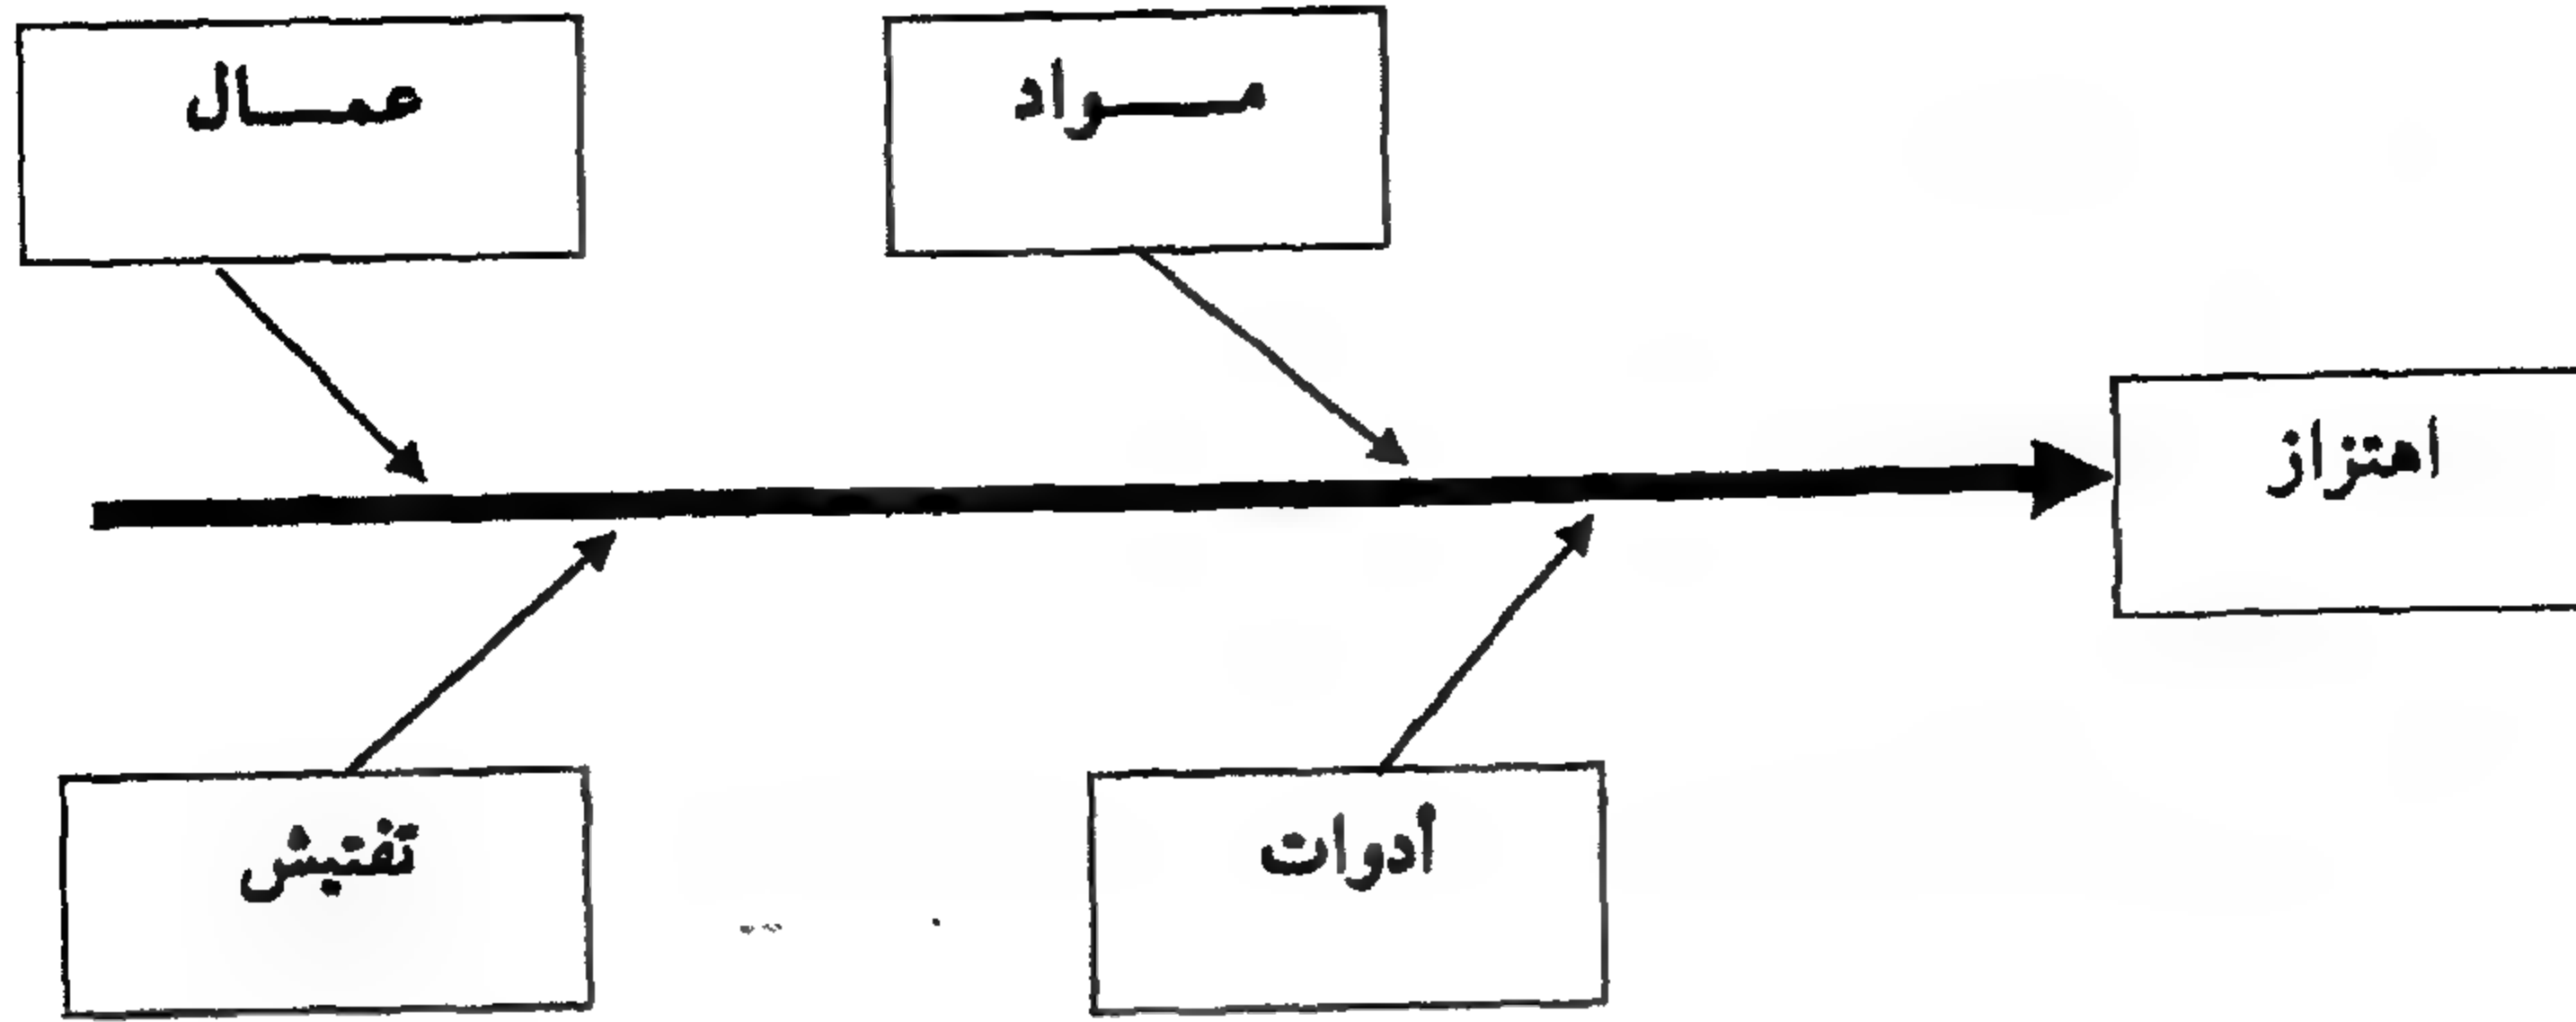 مواد
عمال
اهتزاز
أدوات
تفتيش